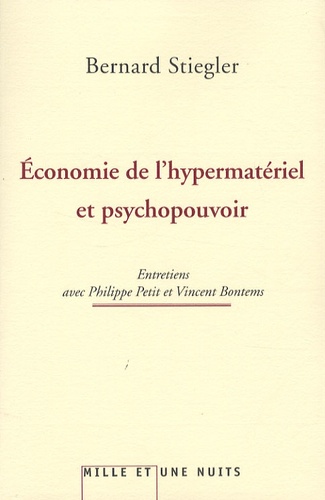 Bernard Stiegler
Économie de l'hypermatériel
et psychopouvoir
Entretiens
avec Philippe Petit et Vincent Bontems
MILLE ET UNE NUITS